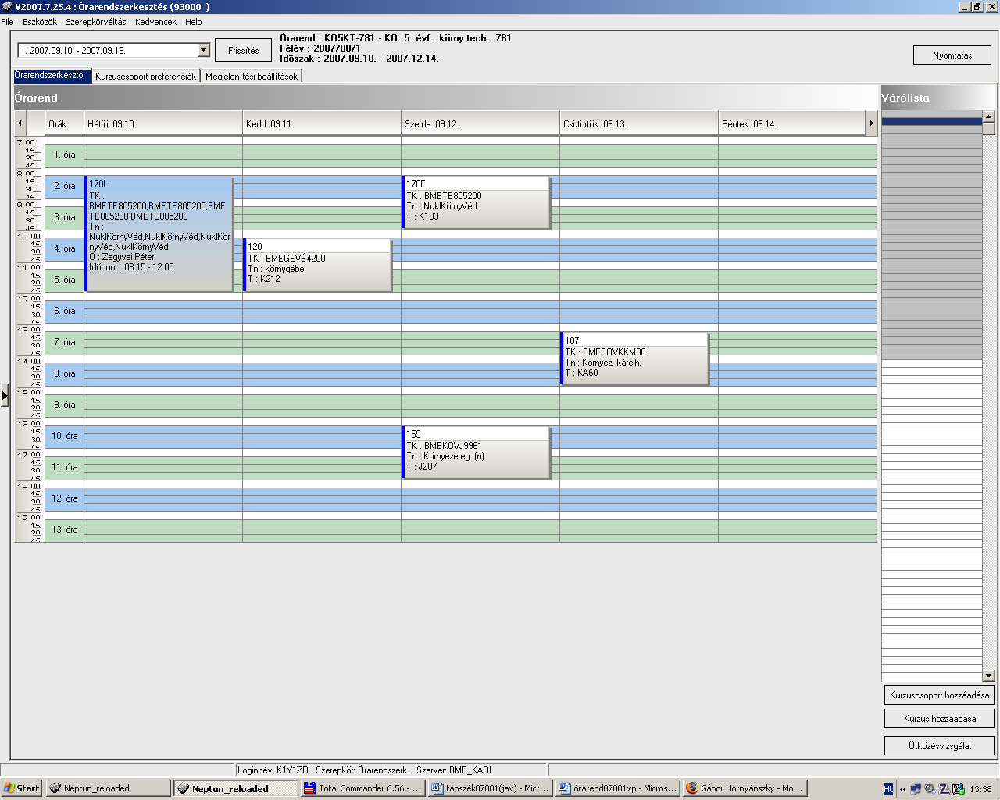 V2007.7.25.4 : Órarendszerkesztés (93000 )
File Eszközök Szerepkörváltás Kedvencek Help
1. 2007.09.10. - 2007.09.16.
Frissítés
Órarend : KO5KT-781 - KO 5. évf. körny.tech. 781
Félév : 2007/08/1
Időszak : 2007.09.10. - 2007.12.14.
Nyomtatás
Órarendszerkeszto Kurzuscsoport preferenciák Megjelenítési beállítások
Órarend
Várólista
Órák Hétfő 09.10. Kedd 09.11. Szerda 09.12. Csütörtök 09.13. Péntek 09.14.
7 00
15
30
45
1. óra
8 00
15
30
45
2. óra
9 00
15
30
45
3. óra
10 00
15
30
45
4. óra
11 00
15
30
45
5. óra
12 00
15
30
45
6. óra
13 00
15
30
45
7. óra
14 00
15
30
45
8. óra
15 00
15
30
45
9. óra
16 00
15
30
45
10. óra
17 00
15
30
45
11. óra
18 00
15
30
45
12. óra
19 00
15
30
45
13. óra
178L
TK :
BMETE805200,BMETE805200,BME
TE805200,BMETE805200
Tn :
NuklKörnyVéd,NuklKörnyVéd,NuklKör
nyVéd,NuklKörnyVéd
O : Zagyvai Péter
Időpont : 08:15 - 12:00
120
TK : BMEGEVÉ4200
Tn : környgébe
T : K212
178E
TK : BMETE805200
Tn : NuklKörnyVéd
T : K133
159
TK : BMEKOVJ9961
Tn : Környezeteg. (n)
T : J207
107
TK : BMEEOVKKM08
Tn : Környez. kárelh.
T : KA60
Kurzuscsoport hozzáadása
Kurzus hozzáadása
Ütközésvizsgálat
Loginnév: K1Y1ZR Szerepkör: Órarendszerk. Szerver: BME_KARI
Start Neptun_reloaded Neptun_reloaded Total Commander 6.56 - ... tanszék07081(jav) - Micr... órarend07081xp - Micros... Gábor Hornyánszky - Mo... HU « 13:38